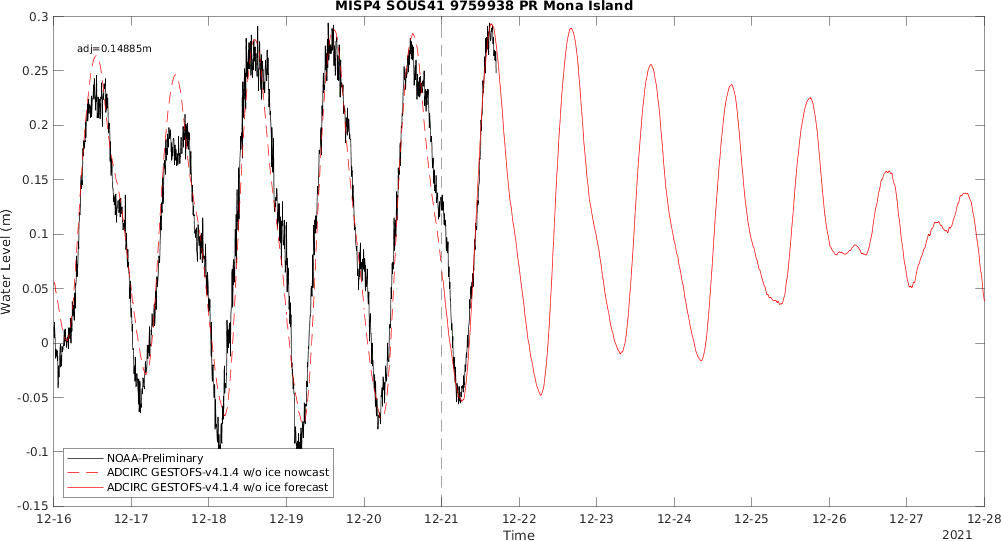 MISP4 SOUS41 9759938 PR Mona Island
adj=0.14885m
0.3
0.25
0.2
0.15
0.1
0.05
0
-0.05
-0.1
-0.15
Water Level (m)
NOAA-Preliminary
ADCIRC GESTOFS-v4.1.4 w/o ice nowcast
ADCIRC GESTOFS-v4.1.4 w/o ice forecast
12-16 12-17 12-18 12-19 12-20 12-21 12-22 12-23 12-24 12-25 12-26 12-27 12-28
Time
2021